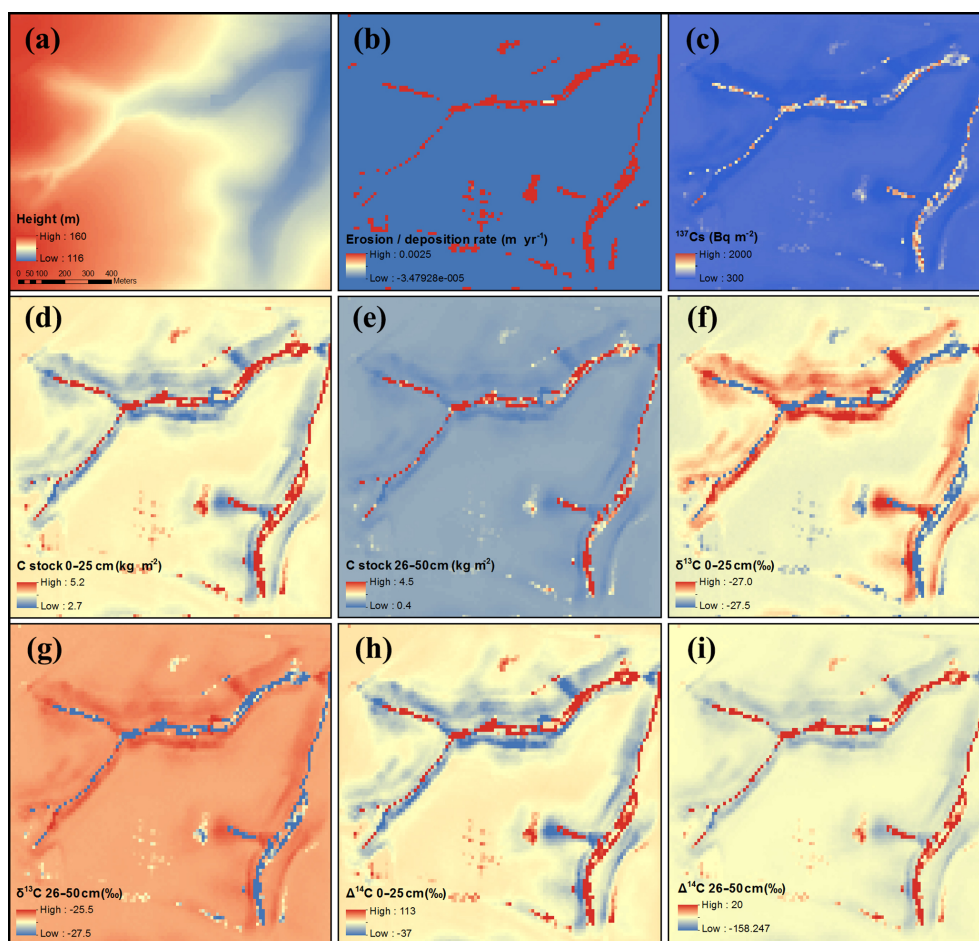 (a)
Height (m)
High : 160
Low : 116
0 50 100 200 300 400
Meters
(b)
Erosion / deposition rate (m yr⁻¹)
High : 0.0025
Low : -3.47928e-005
(c)
¹³⁷Cs (Bq m⁻²)
High : 2000
Low : 300
(d)
C stock 0–25 cm (kg m²)
High : 5.2
Low : 2.7
(e)
C stock 26–50 cm (kg m²)
High : 4.5
Low : 0.4
(f)
δ¹³C 0-25 cm (‰)
High : -27.0
Low : -27.5
(g)
δ¹³C 26–50 cm (‰)
High : -25.5
Low : -27.5
(h)
Δ¹⁴C 0–25 cm (‰)
High : 113
Low : -37
(i)
Δ¹⁴C 26–50 cm (‰)
High : 20
Low : -158.247